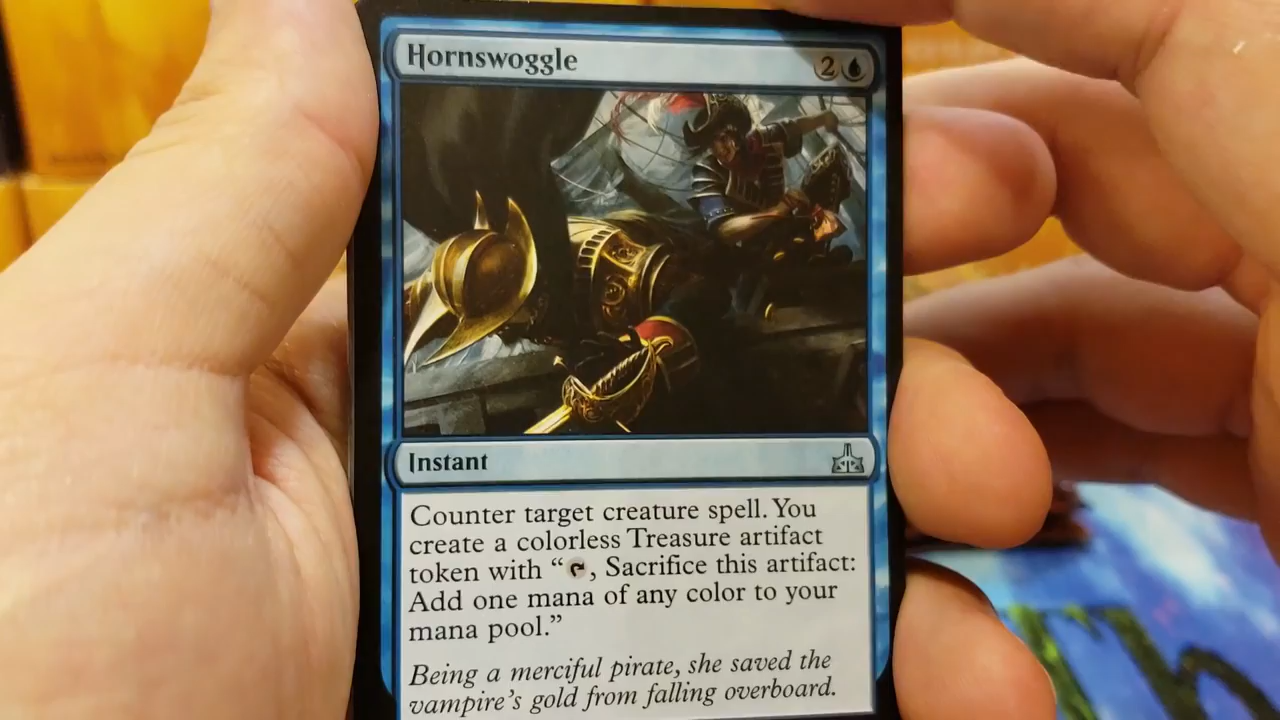 Hornswoggle 2
Instant
Counter target creature spell. You
create a colorless Treasure artifact
token with “ , Sacrifice this artifact:
Add one mana of any color to your
mana pool.”
Being a merciful pirate, she saved the
vampire's gold from falling overboard.
Th